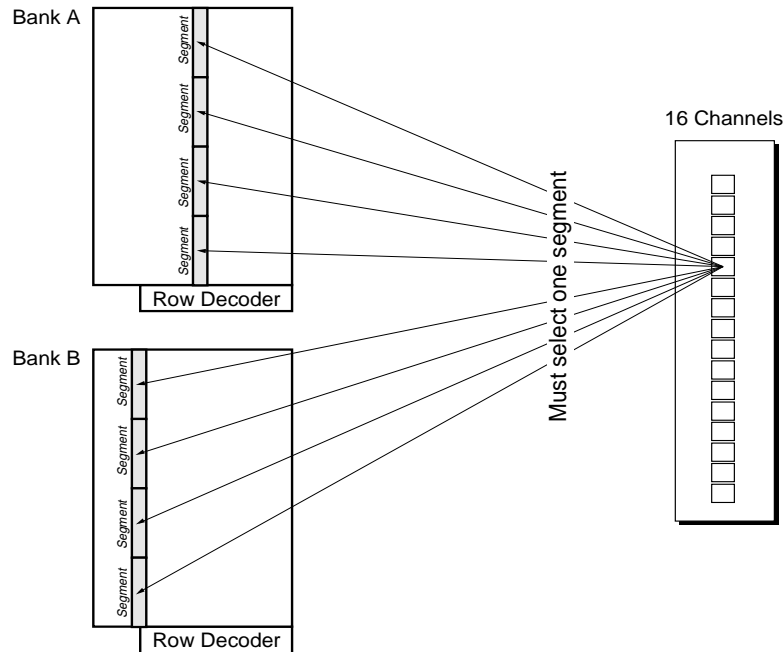 Bank A
Segment
Segment
Segment
Segment
Row Decoder
16 Channels
Must select one segment
Bank B
Segment
Segment
Segment
Segment
Row Decoder